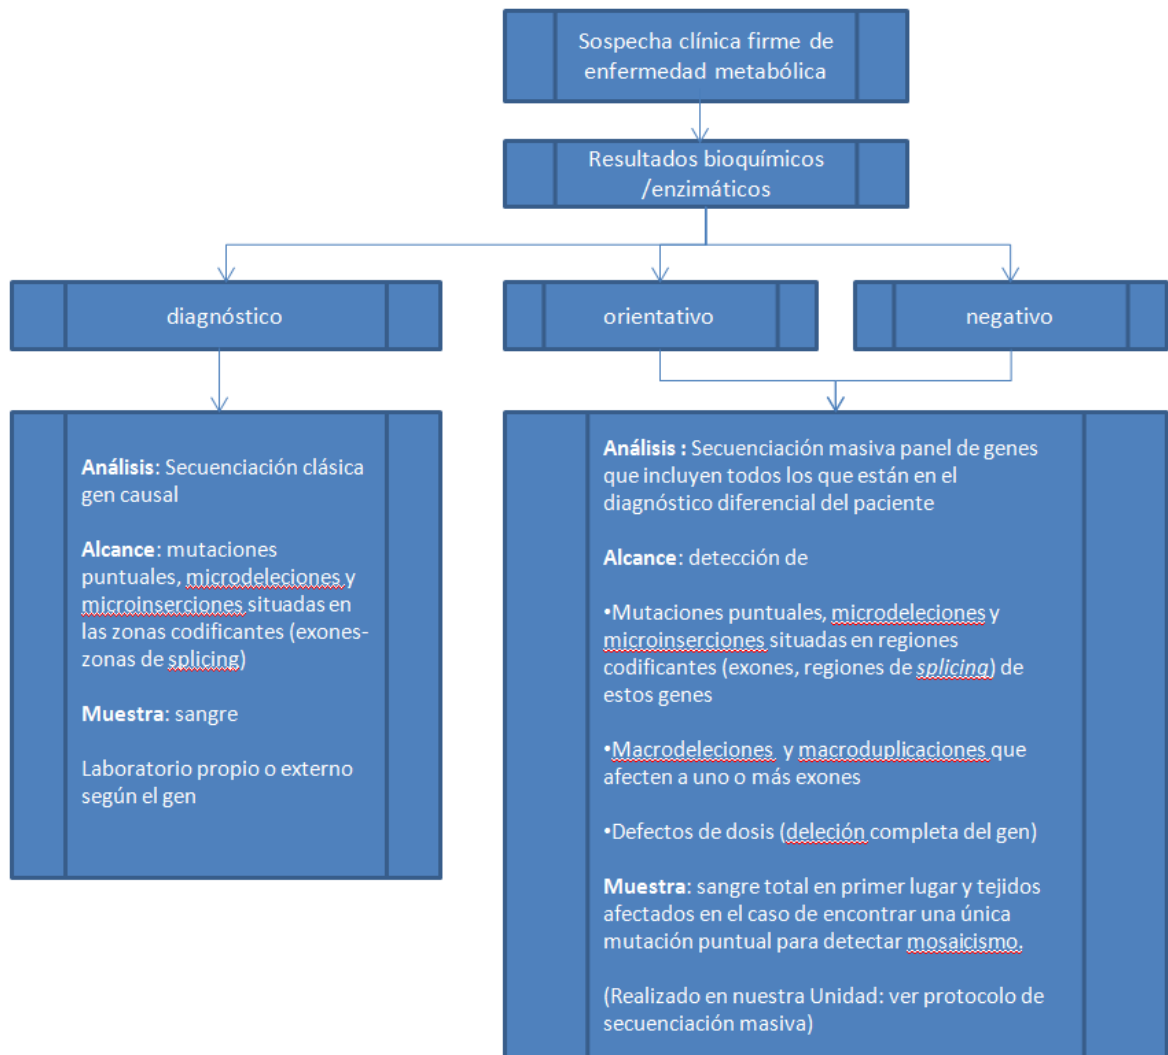 Sospecha clínica firme de
enfermedad metabólica
Resultados bioquímicos
/enzimáticos
diagnóstico
orientativo
negativo
Análisis: Secuenciación clásica
gen causal
Alcance: mutaciones
puntuales, microdeleciones y
microinserciones situadas en
las zonas codificantes (exones-
zonas de splicing)
Muestra: sangre
Laboratorio propio o externo
según el gen
Análisis : Secuenciación masiva panel de genes
que incluyen todos los que están en el
diagnóstico diferencial del paciente
Alcance: detección de
•Mutaciones puntuales, microdeleciones y
microinserciones situadas en regiones
codificantes (exones, regiones de splicing) de
estos genes
•Macrodeleciones y macroduplicaciones que
afecten a uno o más exones
•Defectos de dosis (deleción completa del gen)
Muestra: sangre total en primer lugar y tejidos
afectados en el caso de encontrar una única
mutación puntual para detectar mosaicismo.
(Realizado en nuestra Unidad: ver protocolo de
secuenciación masiva)